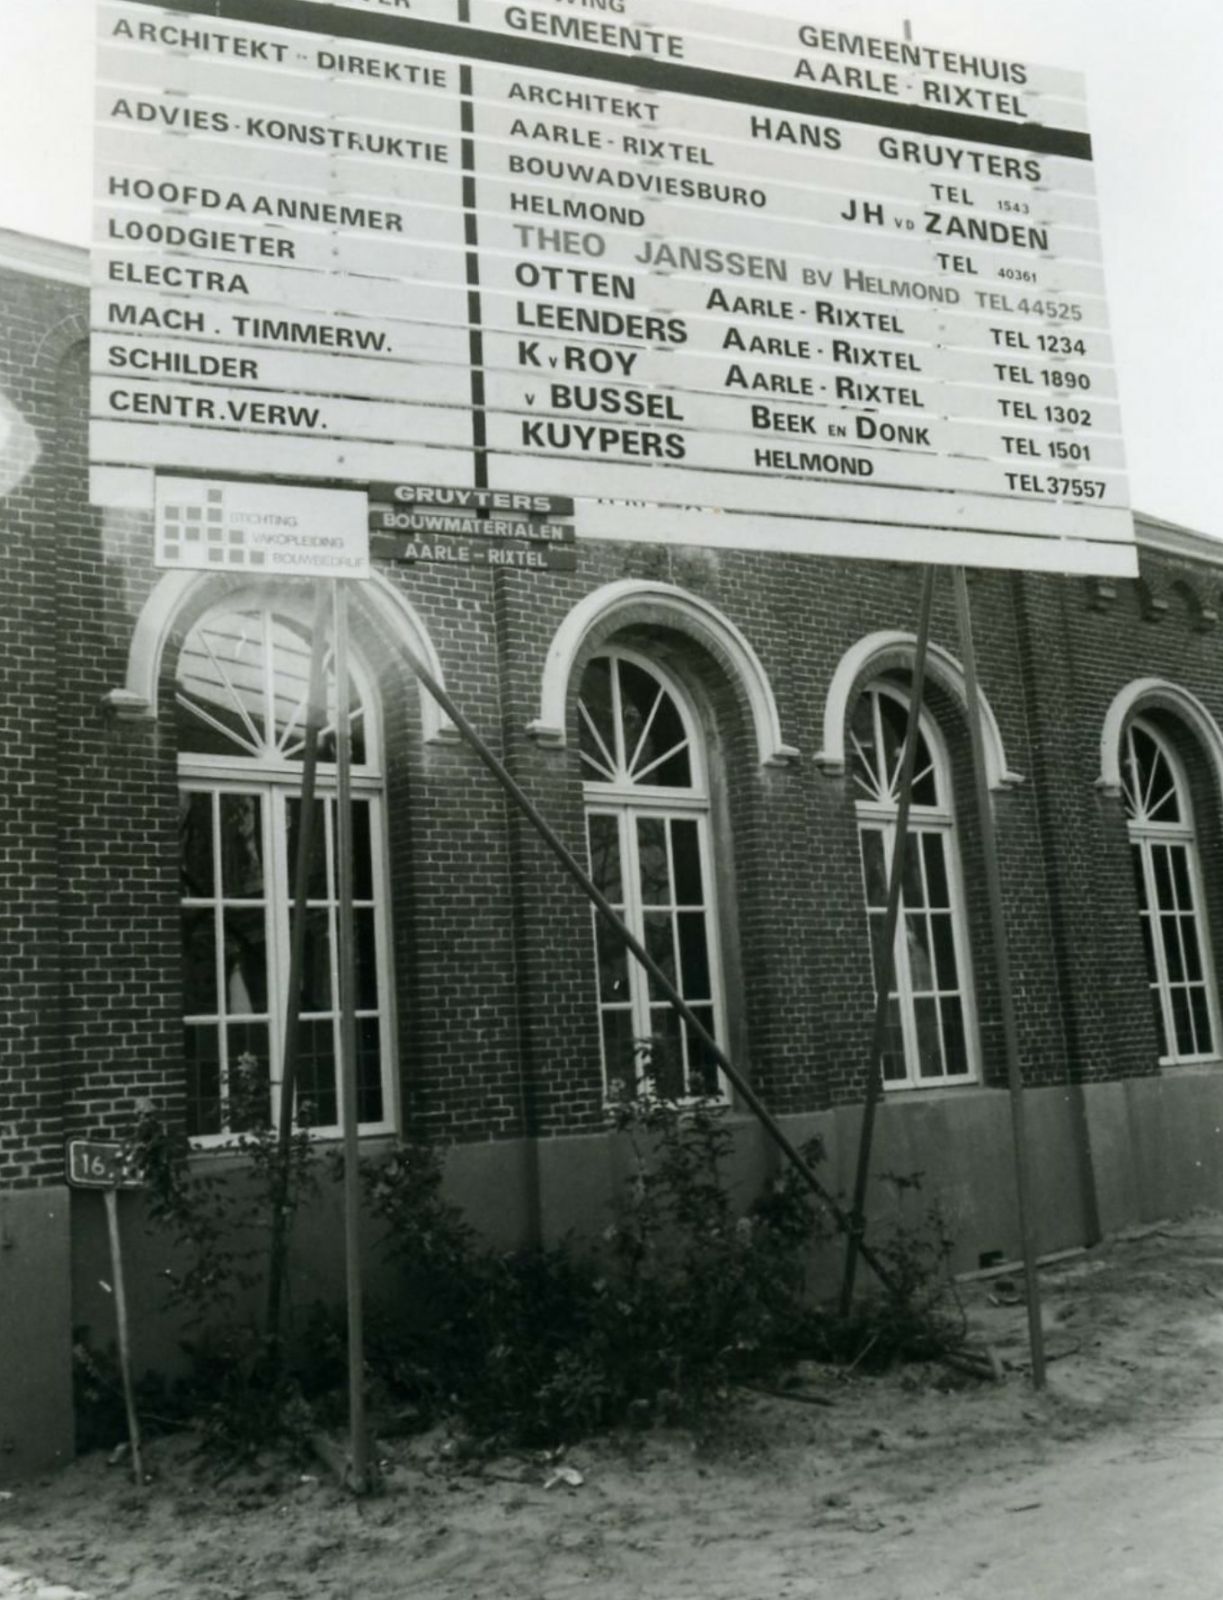 GEMEENTE GEMEENTEHUIS
AARLE-RIXTEL
ARCHITEKT-DIREKTIE ARCHITEKT HANS GRUYTERS
AARLE-RIXTEL TEL 1543
ADVIES-KONSTRUKTIE BOUWADVIESBURO JH VD ZANDEN
HELMOND TEL 40361
HOOFDAANNEMER THEO JANSSEN BV HELMOND TEL 44525
LOODGIETER OTTEN AARLE-RIXTEL TEL 1234
ELECTRA LEENDERS AARLE-RIXTEL TEL 1890
MACH. TIMMERW. K v ROY AARLE-RIXTEL TEL 1302
SCHILDER v BUSSEL BEEK EN DONK TEL 1501
CENTR.VERW. KUYPERS HELMOND TEL 37557
STICHTING
VAKOPLEIDING
BOUWBEDRIJF
GRUYTERS
BOUWMATERIALEN
AARLE-RIXTEL